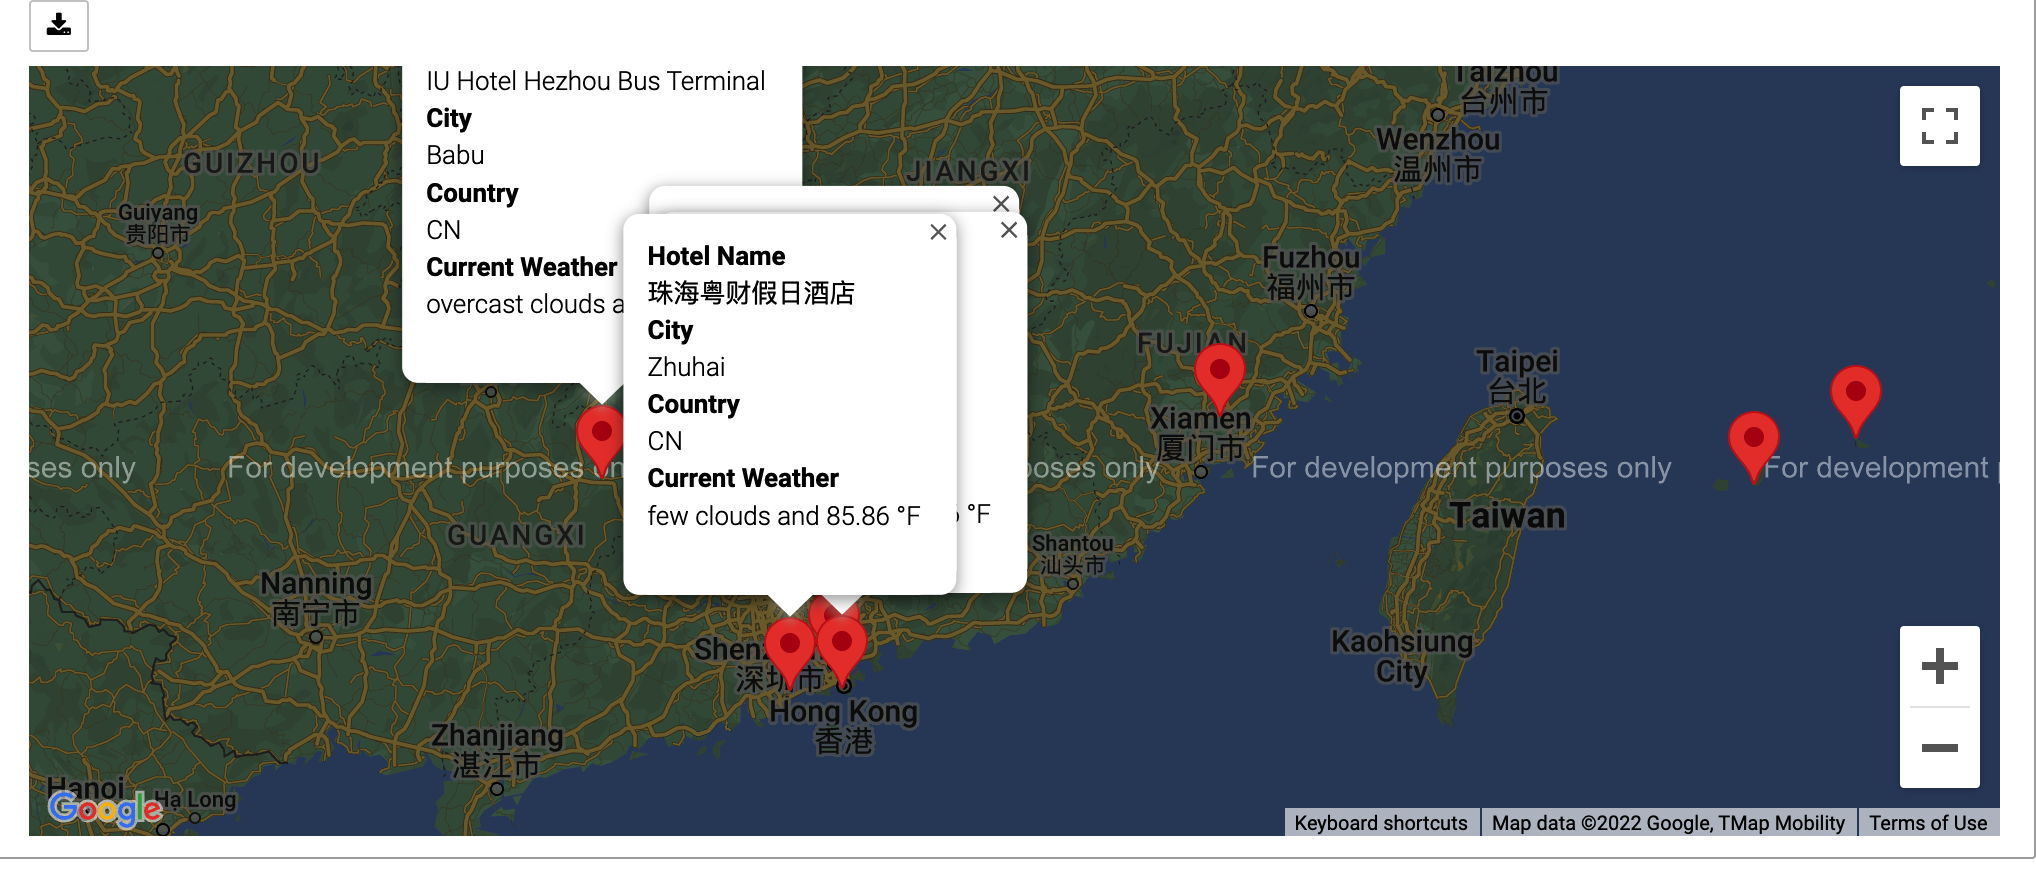 IU Hotel Hezhou Bus Terminal
City
Babu
Country
CN
Current Weather
overcast clouds
Hotel Name
珠海粤财假日酒店
City
Zhuhai
Country
CN
Current Weather
few clouds and 85.86 °F
°F
Taizhou
台州市
Wenzhou
温州市
GUIZHOU
JIANGXI
Guiyang
贵阳市
Fuzhou
福州市
FUJIAN
Taipei
台北
Xiamen
厦门市
only
For development purposes
only
For development purposes only
For development
GUANGXI
Taiwan
Shantou
汕头市
Nanning
南宁市
Kaohsiung
City
深圳市
Hong Kong
香港
Zhanjiang
湛江市
Hanoi
Hạ Long
Google
Keyboard shortcuts
Map data ©2022 Google, TMap Mobility
Terms of Use